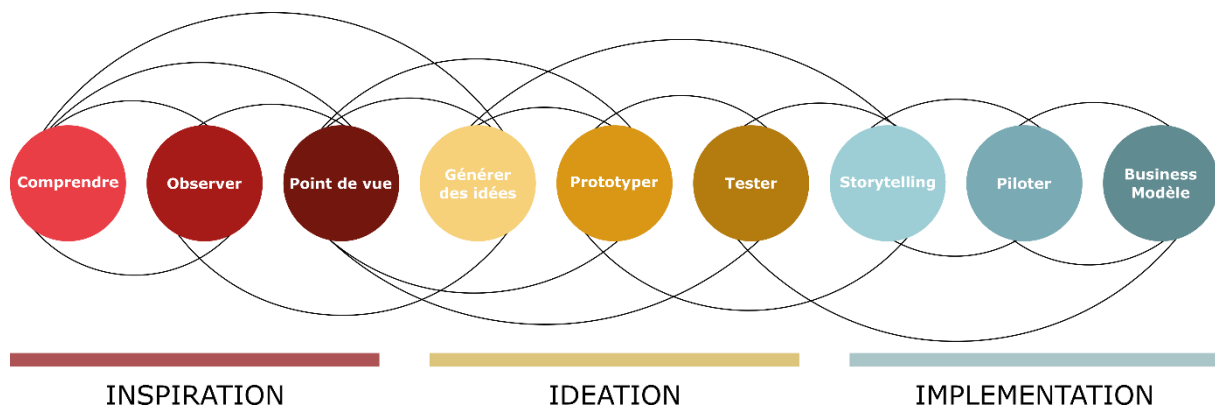 Comprendre
Observer
Point de vue
Générer
des idées
Prototyper
Tester
Storytelling
Piloter
Business
Modèle
INSPIRATION
IDEATION
IMPLEMENTATION